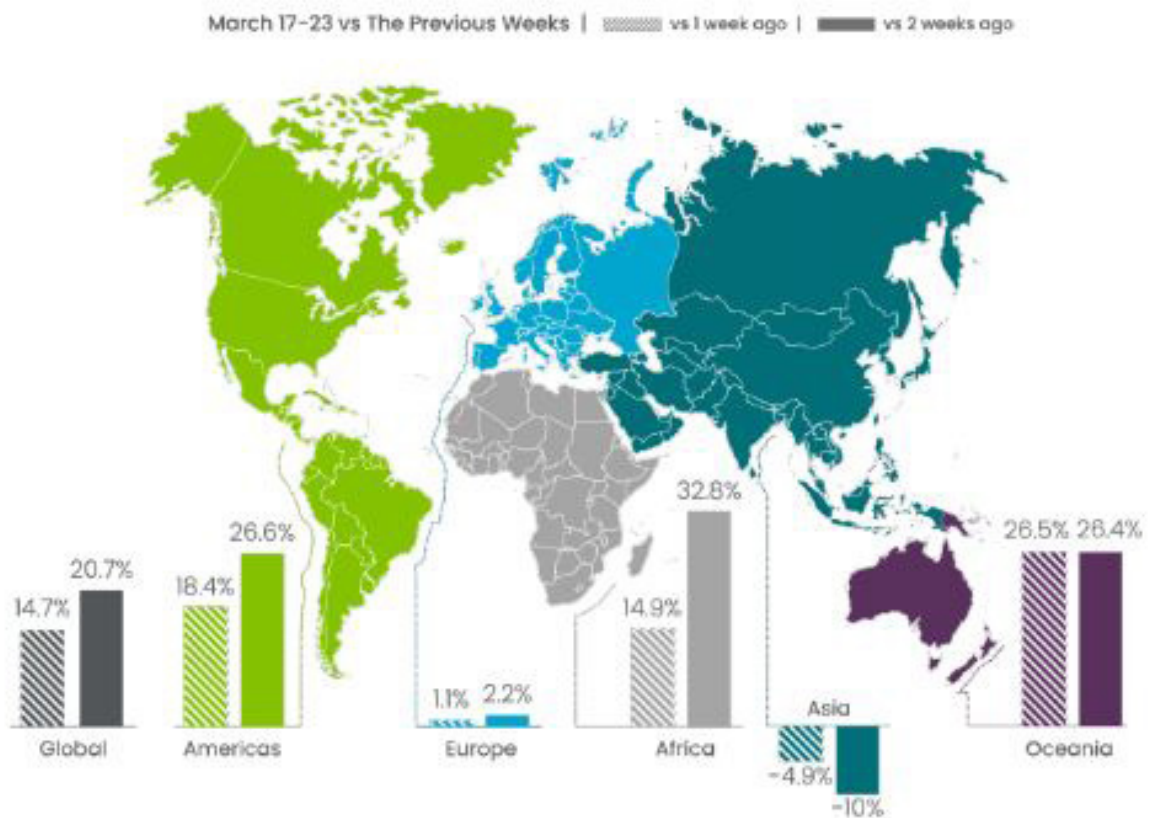 March 17-23 vs The Previous Weeks | vs 1 week ago | vs 2 weeks ago
14.7% 20.7%
Global
18.4% 26.6%
Americas
1.1% 2.2%
Europe
14.9% 32.8%
Africa
Asia
-4.9% -10%
26.5% 26.4%
Oceania